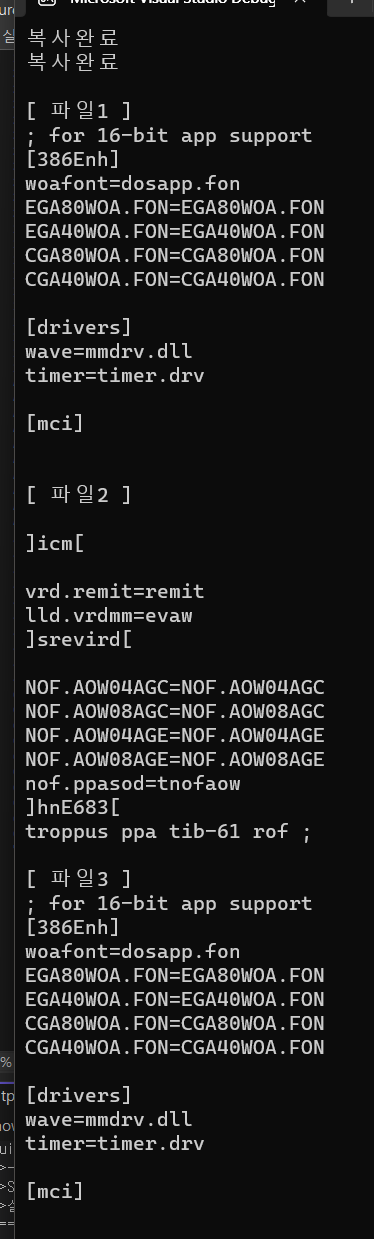 Microsoft Visual Studio Debug
복사완료
복사완료
[ 파일1 ]
; for 16-bit app support
[386Enh]
woafont=dosapp.fon
EGA80WOA.FON=EGA80WOA.FON
EGA40WOA.FON=EGA40WOA.FON
CGA80WOA.FON=CGA80WOA.FON
CGA40WOA.FON=CGA40WOA.FON
[drivers]
wave=mmdrv.dll
timer=timer.drv
[mci]
[ 파일2 ]
]icm[
vrd.remit=remit
lld.vrdmm=evaw
]srevird[
NOF.AOW04AGC=NOF.AOW04AGC
NOF.AOW08AGC=NOF.AOW08AGC
NOF.AOW04AGE=NOF.AOW04AGE
NOF.AOW08AGE=NOF.AOW08AGE
nof.ppasod=tnofaow
]hnE683[
troppus ppa tib-61 rof ;
[ 파일3 ]
; for 16-bit app support
[386Enh]
woafont=dosapp.fon
EGA80WOA.FON=EGA80WOA.FON
EGA40WOA.FON=EGA40WOA.FON
CGA80WOA.FON=CGA80WOA.FON
CGA40WOA.FON=CGA40WOA.FON
[drivers]
wave=mmdrv.dll
timer=timer.drv
[mci]